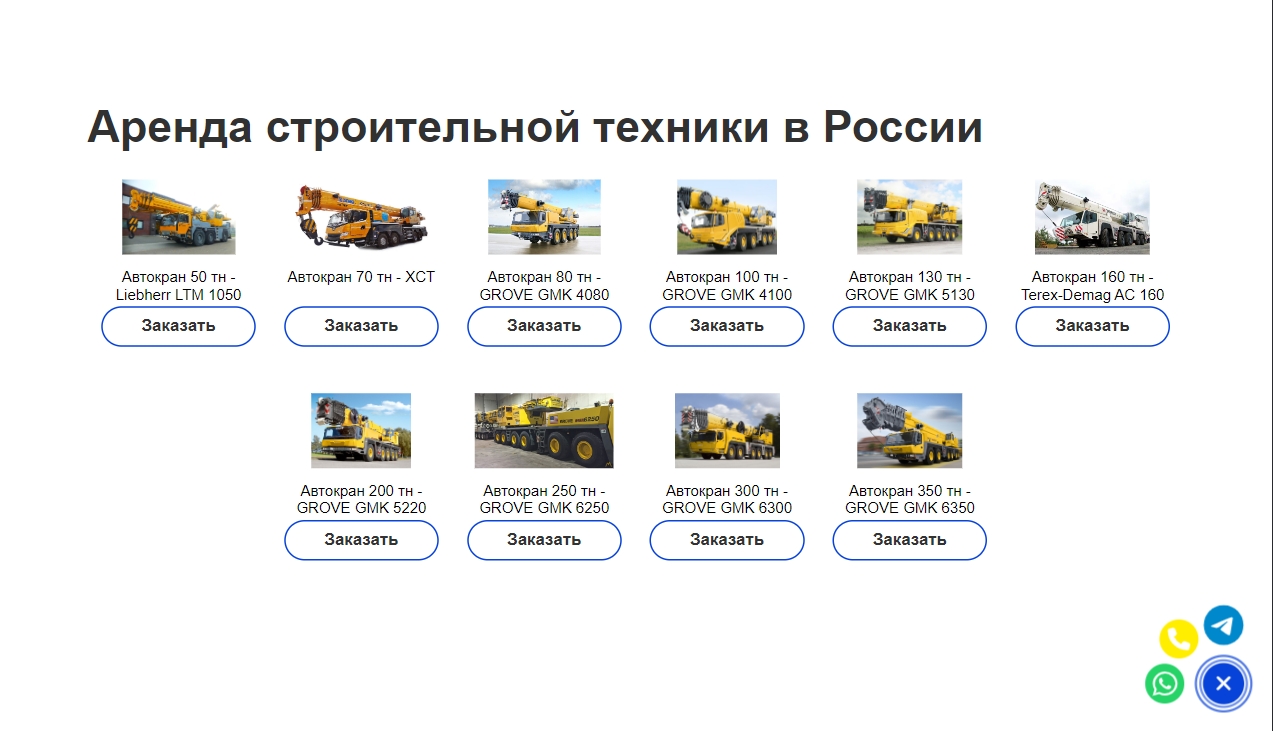 Аренда строительной техники в России
Автокран 50 тн -
Liebherr LTM 1050
Заказать
Автокран 70 тн - XCT
Заказать
Автокран 80 тн -
GROVE GMK 4080
Заказать
Автокран 100 тн -
GROVE GMK 4100
Заказать
Автокран 130 тн -
GROVE GMK 5130
Заказать
Автокран 160 тн -
Terex-Demag AC 160
Заказать
Автокран 200 тн -
GROVE GMK 5220
Заказать
Автокран 250 тн -
GROVE GMK 6250
Заказать
Автокран 300 тн -
GROVE GMK 6300
Заказать
Автокран 350 тн -
GROVE GMK 6350
Заказать